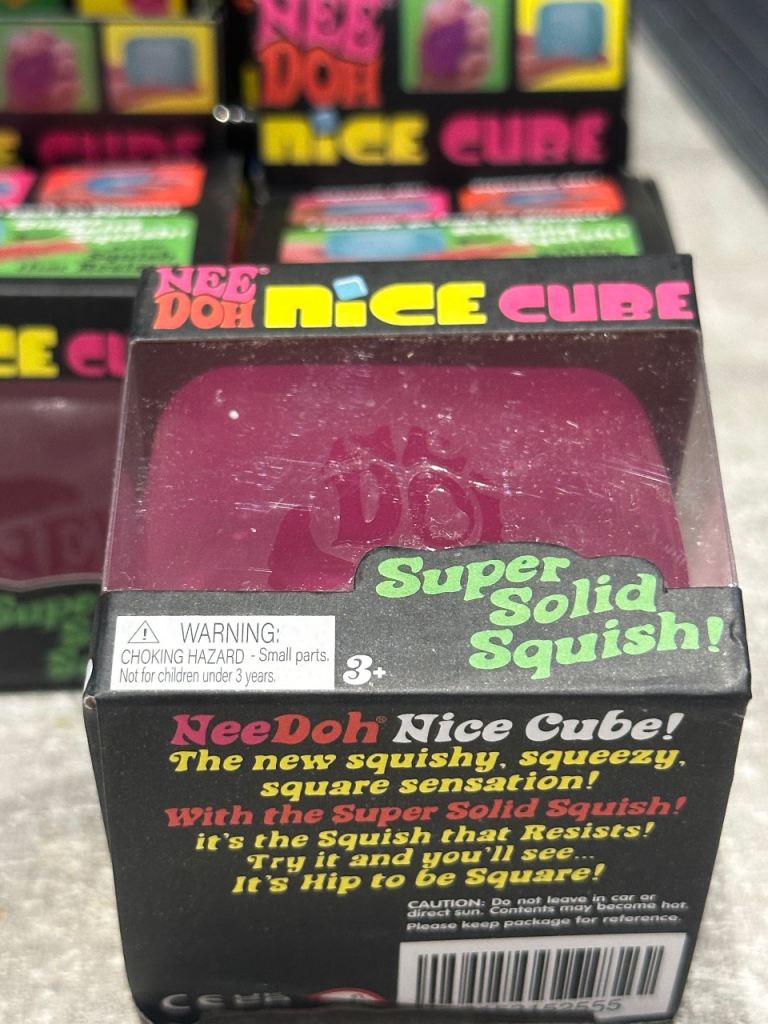 NEE
DOH
NiCE CUBE
NEE
DOH NiCE CUBE
Super
Solid
Squish!
WARNING:
CHOKING HAZARD - Small parts.
Not for children under 3 years.
3+
NeeDoh® Nice Cube!
The new squishy, squeezy,
square sensation!
With the Super Solid Squish!
it's the Squish that Resists!
Try it and you'll see...
It's Hip to be Square!
CAUTION: Do not leave in car or
direct sun. Contents may become hot.
Please keep package for reference.
CE